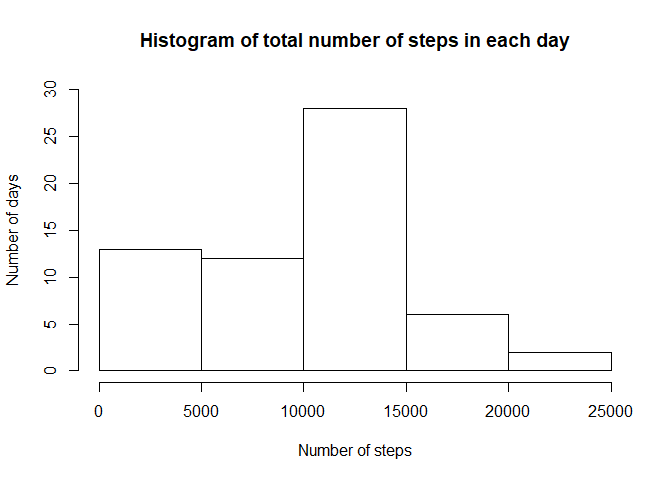 Histogram of total number of steps in each day
30
25
20
15
10
5
0
Number of days
0 5000 10000 15000 20000 25000
Number of steps